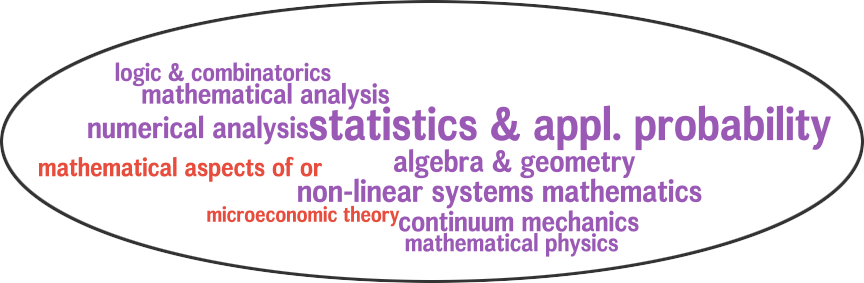 logic & combinatorics
mathematical analysis
numerical analysis
statistics & appl. probability
mathematical aspects of or
algebra & geometry
non-linear systems mathematics
microeconomic theory
continuum mechanics
mathematical physics